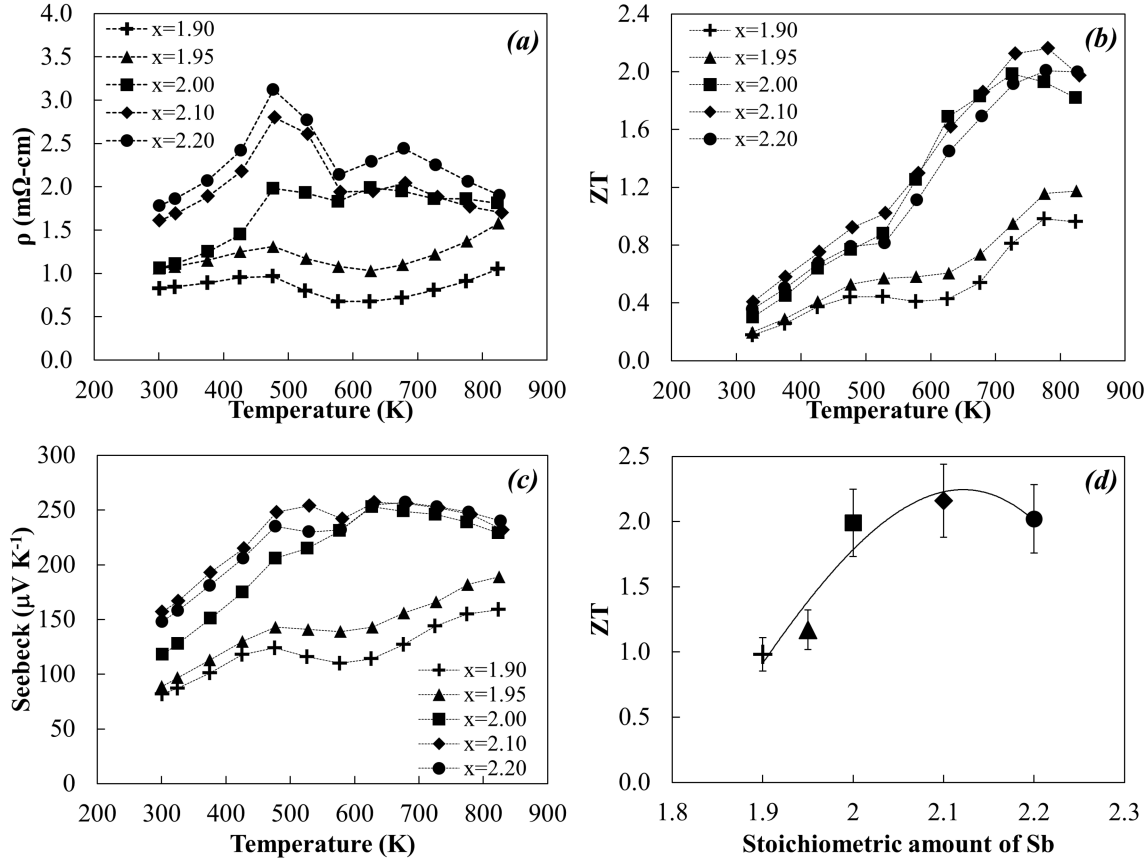 (a)
x=1.90
x=1.95
x=2.00
x=2.10
x=2.20
4.0
3.5
3.0
2.5
2.0
1.5
1.0
0.5
0.0
ρ (mΩ-cm)
200 300 400 500 600 700 800 900
Temperature (K)
(b)
x=1.90
x=1.95
x=2.00
x=2.10
x=2.20
2.4
2.0
1.6
1.2
0.8
0.4
0.0
ZT
200 300 400 500 600 700 800 900
Temperature (K)
(c)
300
250
200
150
100
50
0
Seebeck (µV K⁻¹)
x=1.90
x=1.95
x=2.00
x=2.10
x=2.20
200 300 400 500 600 700 800 900
Temperature (K)
(d)
2.5
2.0
1.5
1.0
0.5
0.0
ZT
1.8 1.9 2 2.1 2.2 2.3
Stoichiometric amount of Sb